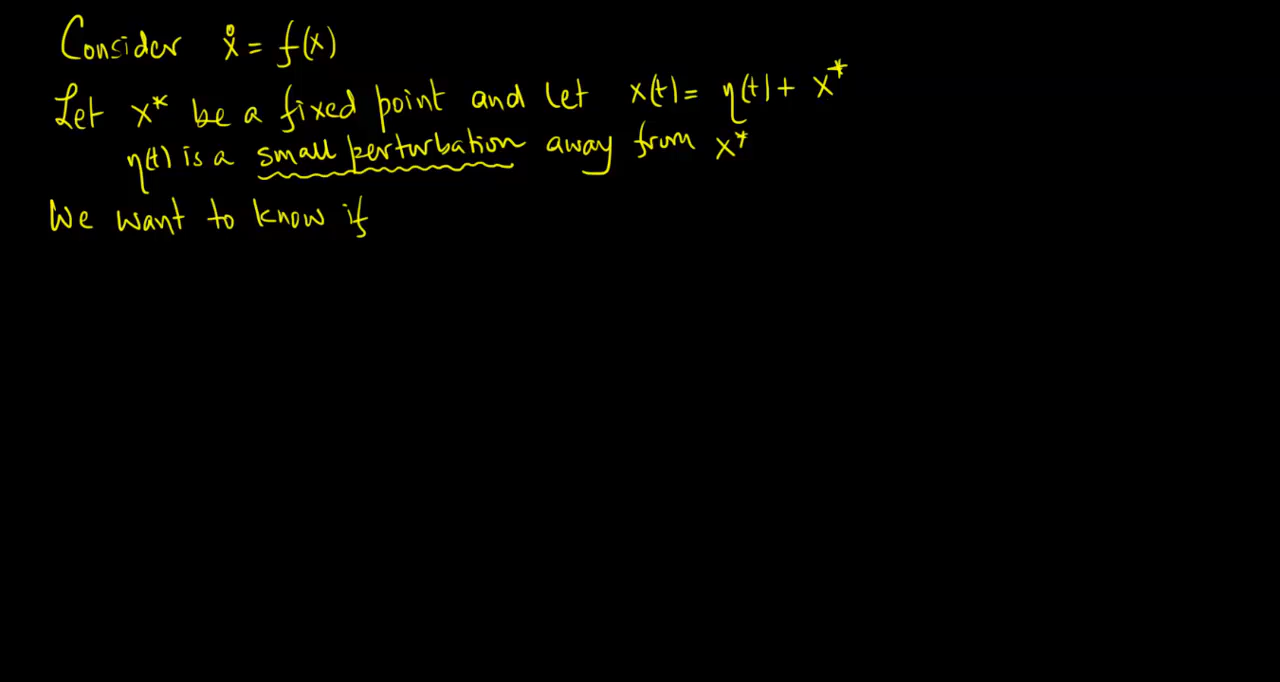 Consider ẋ = f(x)
Let x* be a fixed point and let x(t) = η(t) + x*
η(t) is a small perturbation away from x*
We want to know if